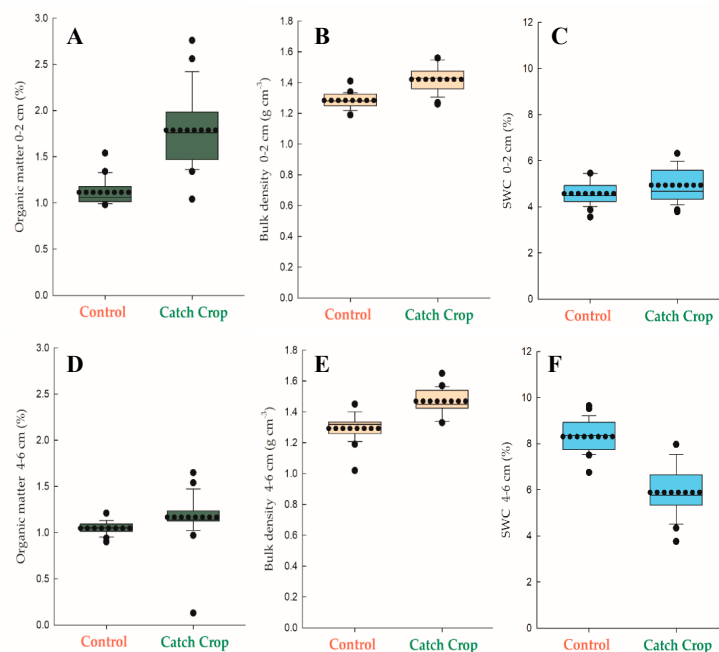 A
Organic matter 0-2 cm (%)
3.0
2.5
2.0
1.5
1.0
0.5
0.0
Control
Catch Crop
B
Bulk density 0-2 cm (g cm-3)
1.8
1.6
1.4
1.2
1.0
0.8
0.6
0.4
0.2
0.0
Control
Catch Crop
C
SWC 0-2 cm (%)
12
10
8
6
4
2
0
Control
Catch Crop
D
Organic matter 4-6 cm (%)
3.0
2.5
2.0
1.5
1.0
0.5
0.0
Control
Catch Crop
E
Bulk density 4-6 cm (g cm-3)
1.8
1.6
1.4
1.2
1.0
0.8
0.6
0.4
0.2
0.0
Control
Catch Crop
F
SWC 4-6 cm (%)
12
10
8
6
4
2
0
Control
Catch Crop